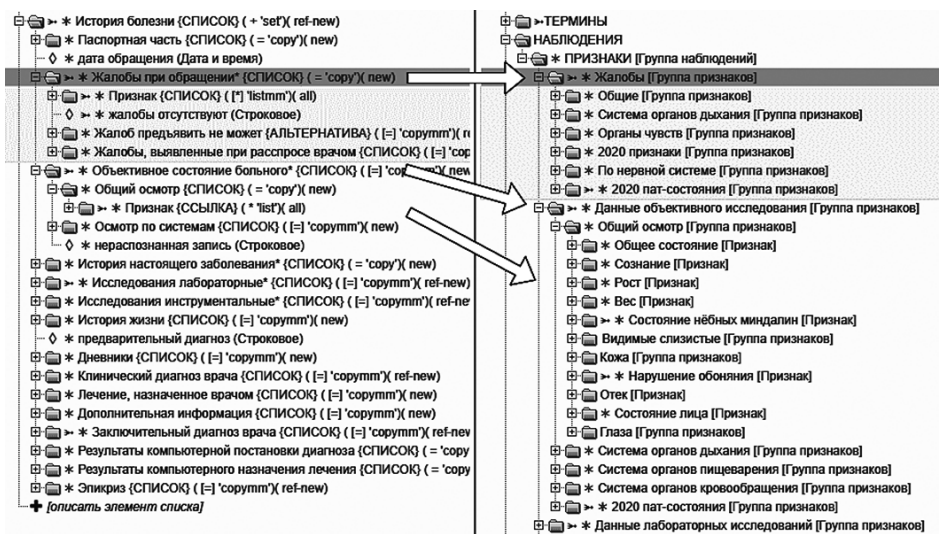 * История болезни {СПИСОК} ( + 'set')( ref-new)
* Паспортная часть {СПИСОК} ( = 'copy')( new)
* дата обращения (Дата и время)
* Жалобы при обращении* {СПИСОК} ( = 'copy')( new)
* Признак {СПИСОК} ( [*] 'listmm')( all)
* жалобы отсутствуют (Строковое)
* Жалоб предъявить не может {АЛЬТЕРНАТИВА} ( [=] 'copymm')(
* Жалобы, выявленные при расспросе врачом {СПИСОК} ( [=] 'cop
* Объективное состояние больного* {СПИСОК} ( [=]
* Общий осмотр {СПИСОК} ( = 'copy')( new)
* Признак {ССЫЛКА} ( * 'list')( all)
* Осмотр по системам {СПИСОК} ( [=] 'copymm')( new)
* нераспознанная запись (Строковое)
* История настоящего заболевания* {СПИСОК} ( = 'copy')( new)
* Исследования лабораторные* {СПИСОК} ( [=] 'copymm')( ref-new)
* Исследования инструментальные* {СПИСОК} ( [=] 'copymm')( ref-ne
* История жизни {СПИСОК} ( [=] 'copymm')( new)
* предварительный диагноз (Строковое)
* Дневники {СПИСОК} ( [=] 'copymm')( new)
* Клинический диагноз врача {СПИСОК} ( [=] 'copymm')( ref-new)
* Лечение, назначенное врачом {СПИСОК} ( [=] 'copymm')( new)
* Дополнительная информация {СПИСОК} ( [=] 'copymm')( new)
* Заключительный диагноз врача {СПИСОК} ( [=] 'copymm')( ref-new
* Результаты компьютерной постановки диагноза {СПИСОК} ( = 'copy
* Результаты компьютерного назначения лечения {СПИСОК} ( = 'copy
* Эпикриз {СПИСОК} ( [=] 'copymm')( ref-new)
[описать элемент списка]
ТЕРМИНЫ
НАБЛЮДЕНИЯ
* ПРИЗНАКИ [Группа наблюдений]
* Жалобы [Группа признаков]
* Общие [Группа признаков]
* Система органов дыхания [Группа признаков]
* Органы чувств [Группа признаков]
* 2020 признаки [Группа признаков]
* По нервной системе [Группа признаков]
* 2020 пат-состояния [Группа признаков]
* Данные объективного исследования [Группа признаков]
* Общий осмотр [Группа признаков]
* Общее состояние [Признак]
* Сознание [Признак]
* Рост [Признак]
* Вес [Признак]
* Состояние нёбных миндалин [Признак]
Видимые слизистые [Группа признаков]
Кожа [Группа признаков]
* Нарушение обоняния [Признак]
Отек [Признак]
* Состояние лица [Признак]
Глаза [Группа признаков]
* Система органов дыхания [Группа признаков]
* Система органов пищеварения [Группа признаков]
* Система органов кровообращения [Группа признаков]
* 2020 пат-состояния [Группа признаков]
* Данные лабораторных исследований [Группа признаков]